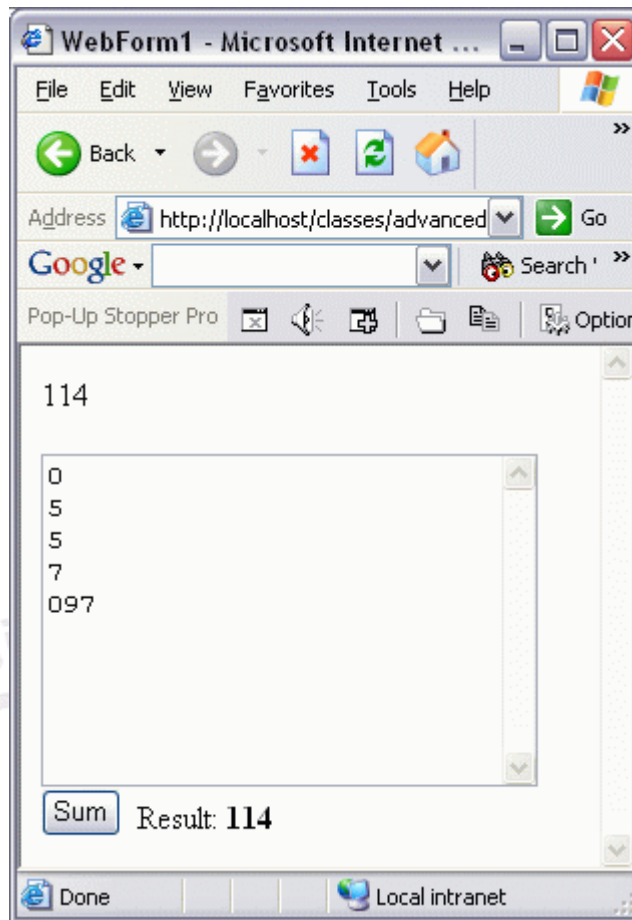 WebForm1 - Microsoft Internet ...
File Edit View Favorites Tools Help
Back
Address http://localhost/classes/advanced Go
Google Search '
Pop-Up Stopper Pro Option
114
0
5
5
7
097
Sum Result: 114
Done Local intranet